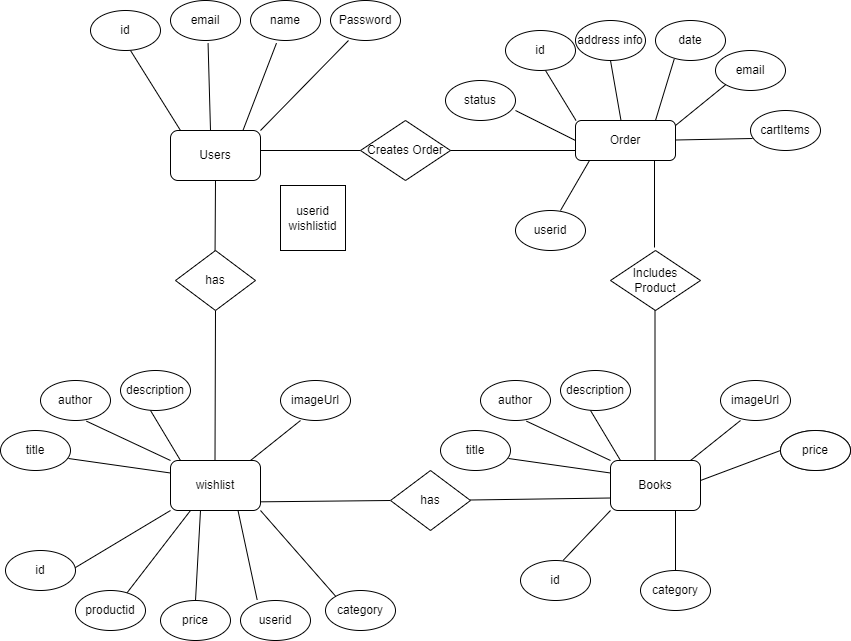 id
email
name
Password
id
address info
date
email
status
cartItems
Users
Creates Order
Order
userid
wishlistid
userid
has
Includes
Product
author
description
imageUrl
title
wishlist
id
productid
price
userid
category
has
author
description
imageUrl
title
price
Books
id
category